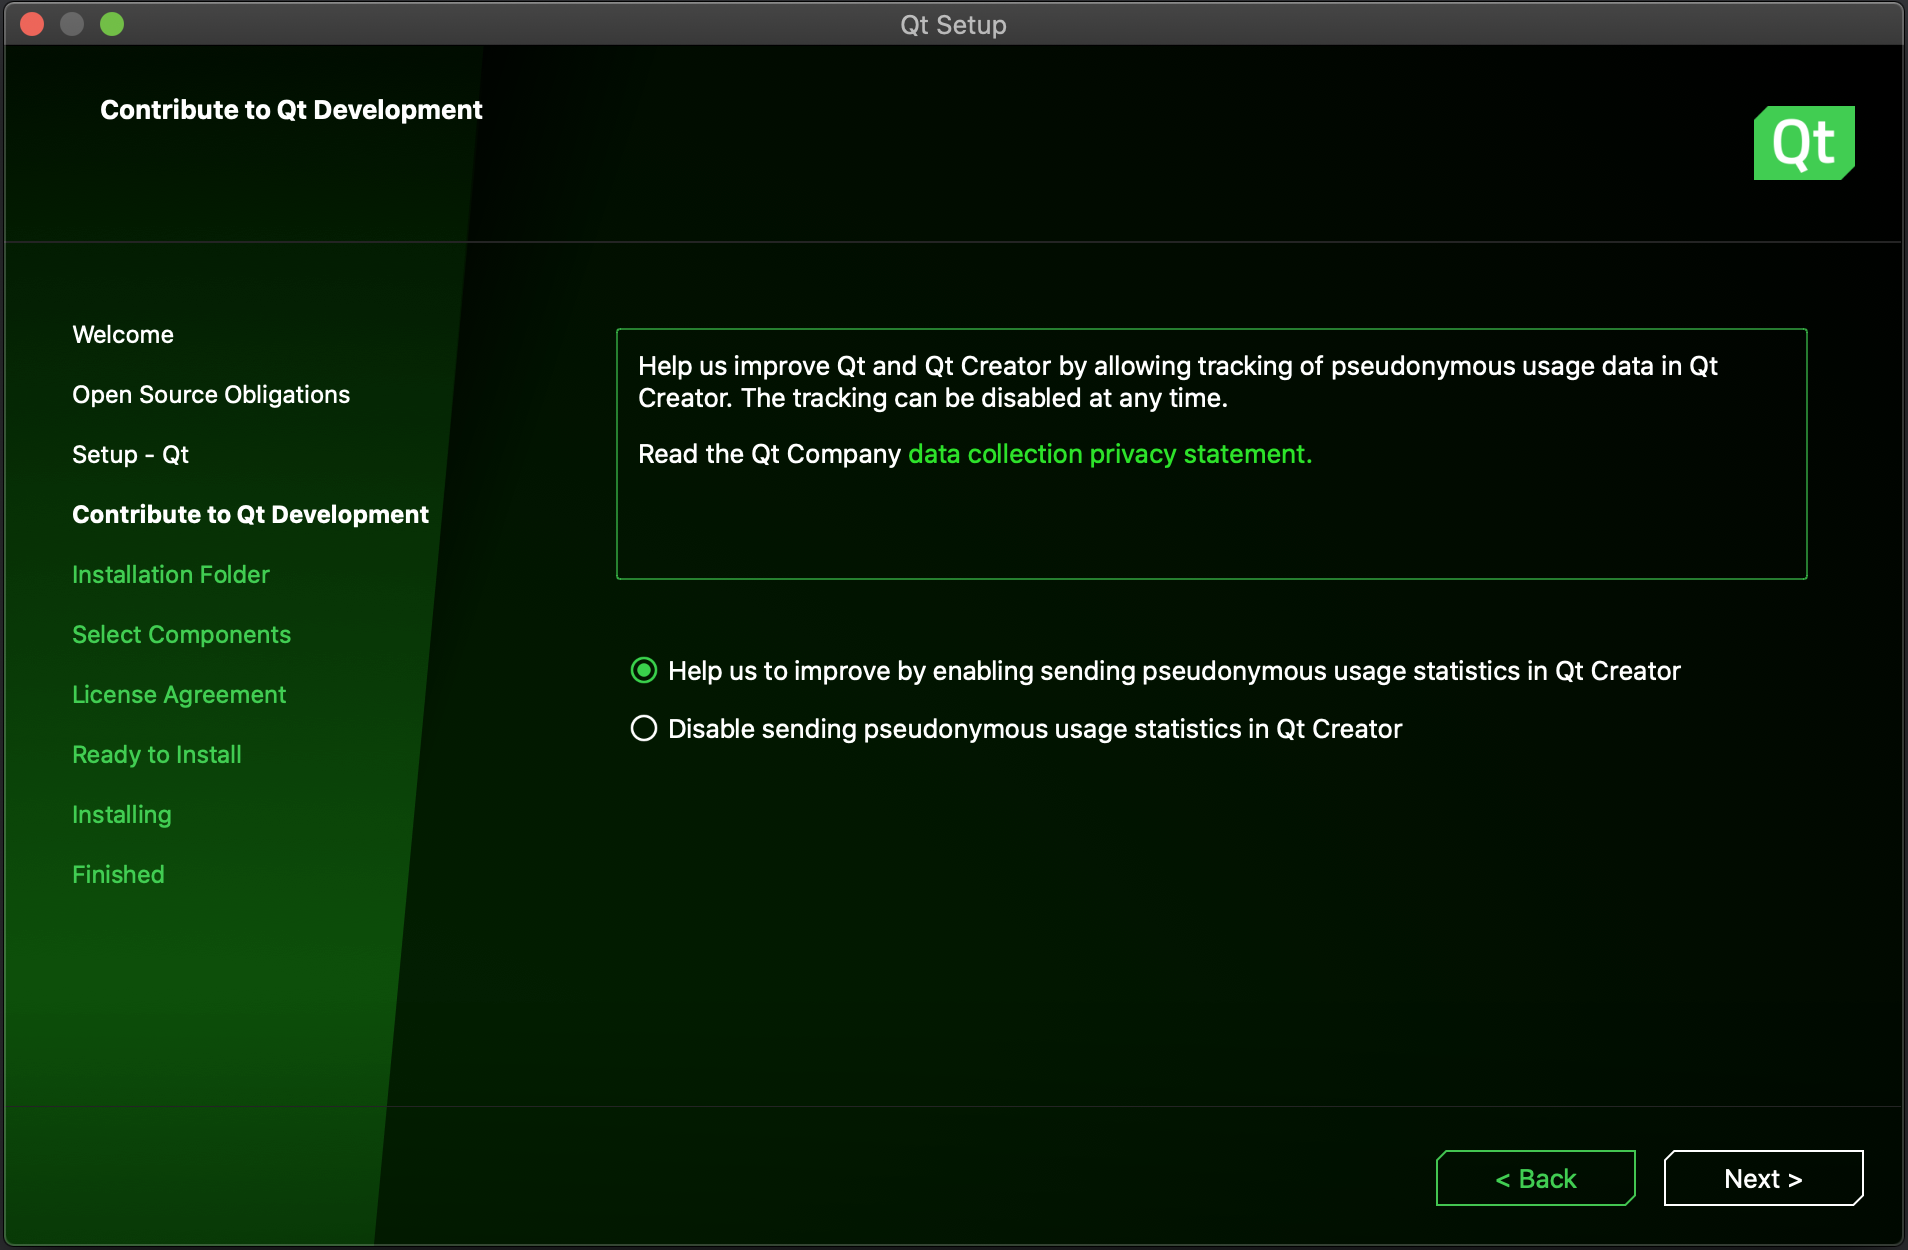 Qt Setup
Contribute to Qt Development
Qt
Welcome
Open Source Obligations
Setup - Qt
Contribute to Qt Development
Installation Folder
Select Components
License Agreement
Ready to Install
Installing
Finished
Help us improve Qt and Qt Creator by allowing tracking of pseudonymous usage data in Qt
Creator. The tracking can be disabled at any time.
Read the Qt Company data collection privacy statement.
Help us to improve by enabling sending pseudonymous usage statistics in Qt Creator
Disable sending pseudonymous usage statistics in Qt Creator
< Back
Next >